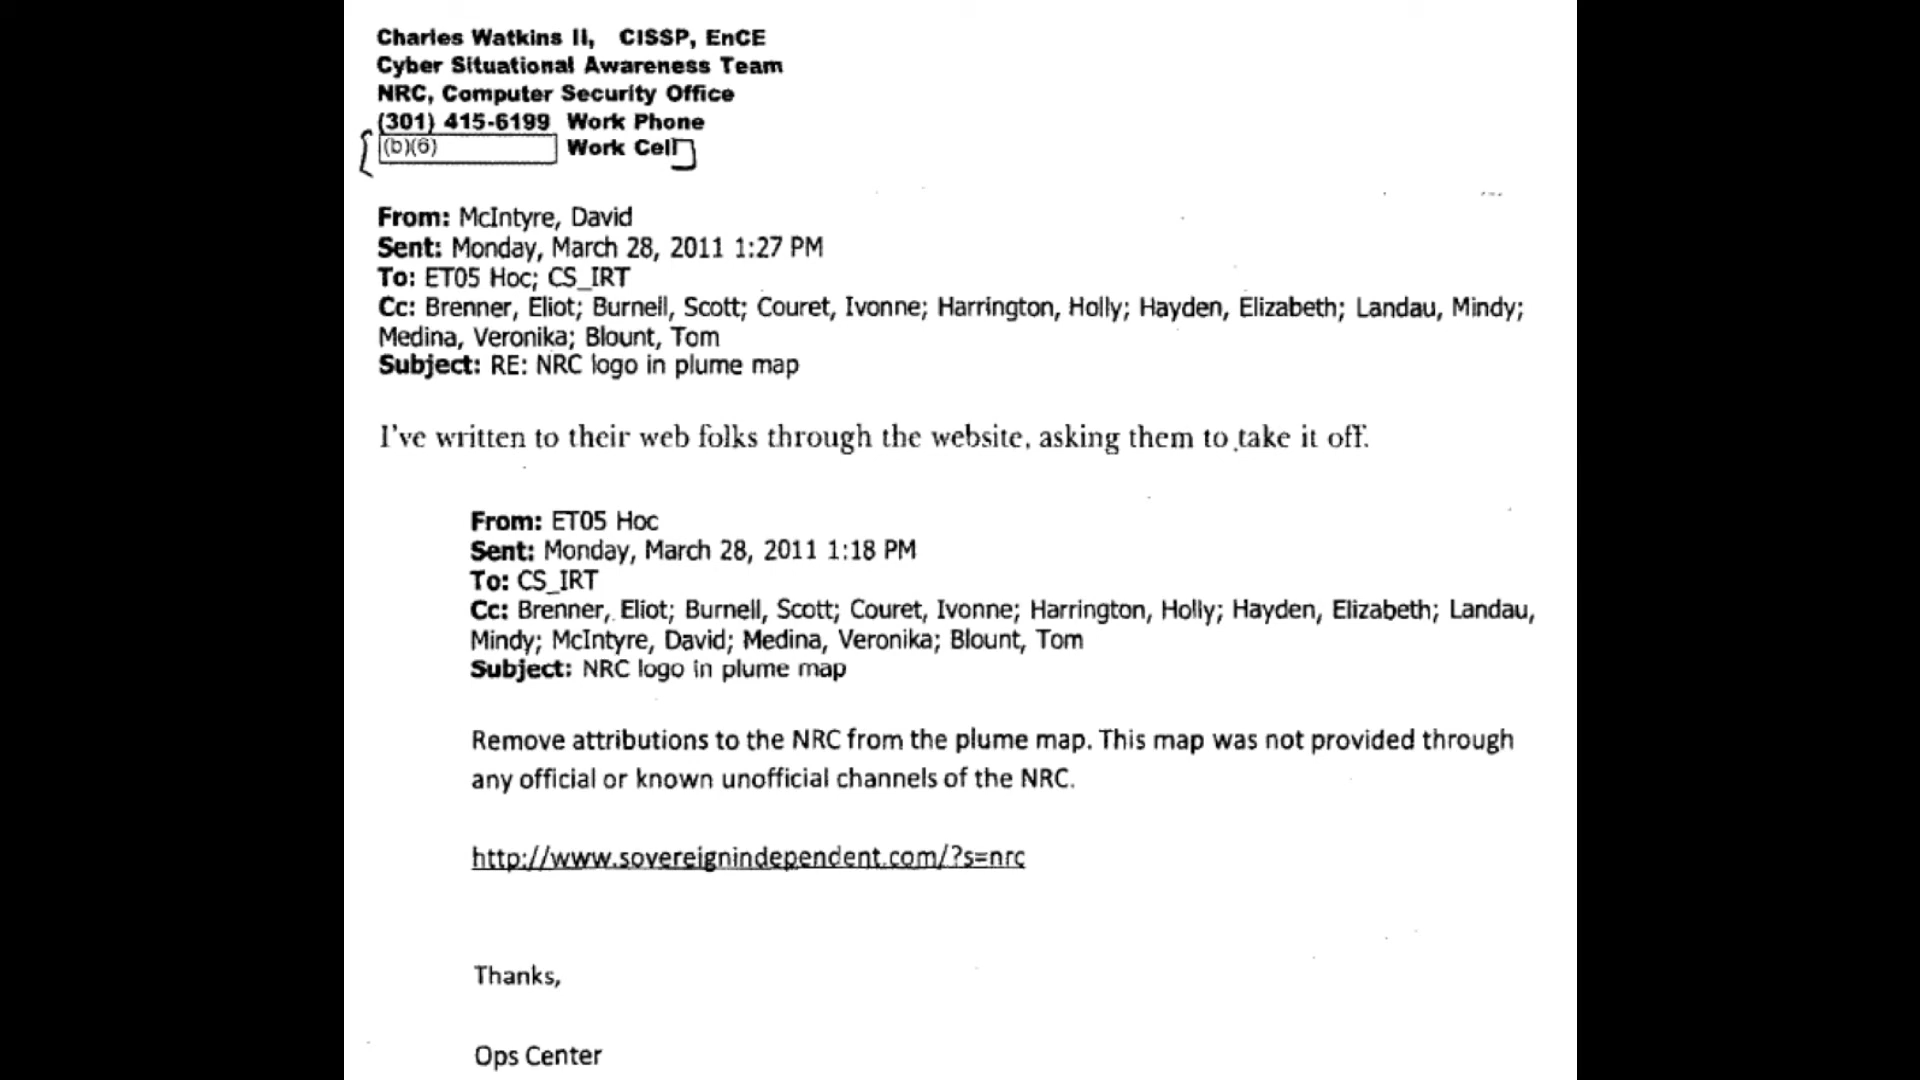 Charles Watkins II, CISSP, EnCE
Cyber Situational Awareness Team
NRC, Computer Security Office
(301) 415-6199 Work Phone
(b)(6) Work Cell
From: McIntyre, David
Sent: Monday, March 28, 2011 1:27 PM
To: ET05 Hoc; CS_IRT
Cc: Brenner, Eliot; Burnell, Scott; Couret, Ivonne; Harrington, Holly; Hayden, Elizabeth; Landau, Mindy;
Medina, Veronika; Blount, Tom
Subject: RE: NRC logo in plume map
I've written to their web folks through the website, asking them to take it off.
From: ET05 Hoc
Sent: Monday, March 28, 2011 1:18 PM
To: CS_IRT
Cc: Brenner, Eliot; Burnell, Scott; Couret, Ivonne; Harrington, Holly; Hayden, Elizabeth; Landau,
Mindy; McIntyre, David; Medina, Veronika; Blount, Tom
Subject: NRC logo in plume map
Remove attributions to the NRC from the plume map. This map was not provided through
any official or known unofficial channels of the NRC.
http://www.sovereignindependent.com/?s=nrc
Thanks,
Ops Center